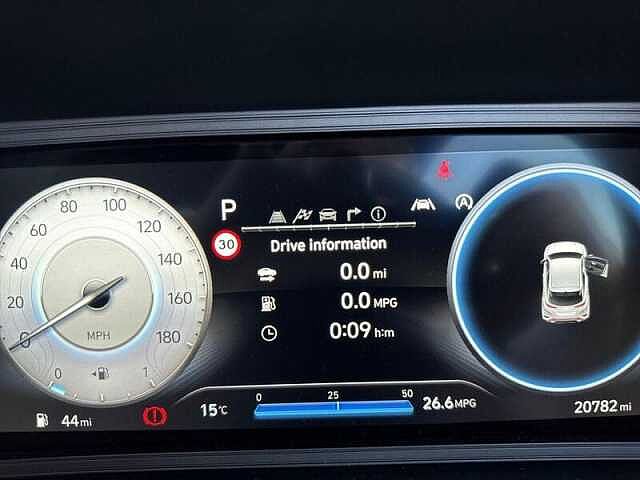 80 100
60 120
40 140
20 160
0 180
MPH
0 1
44 mi
P
30
Drive information
0.0 mi
0.0 MPG
0:09 h:m
15°C
0 25 50
26.6 MPG
20782 mi